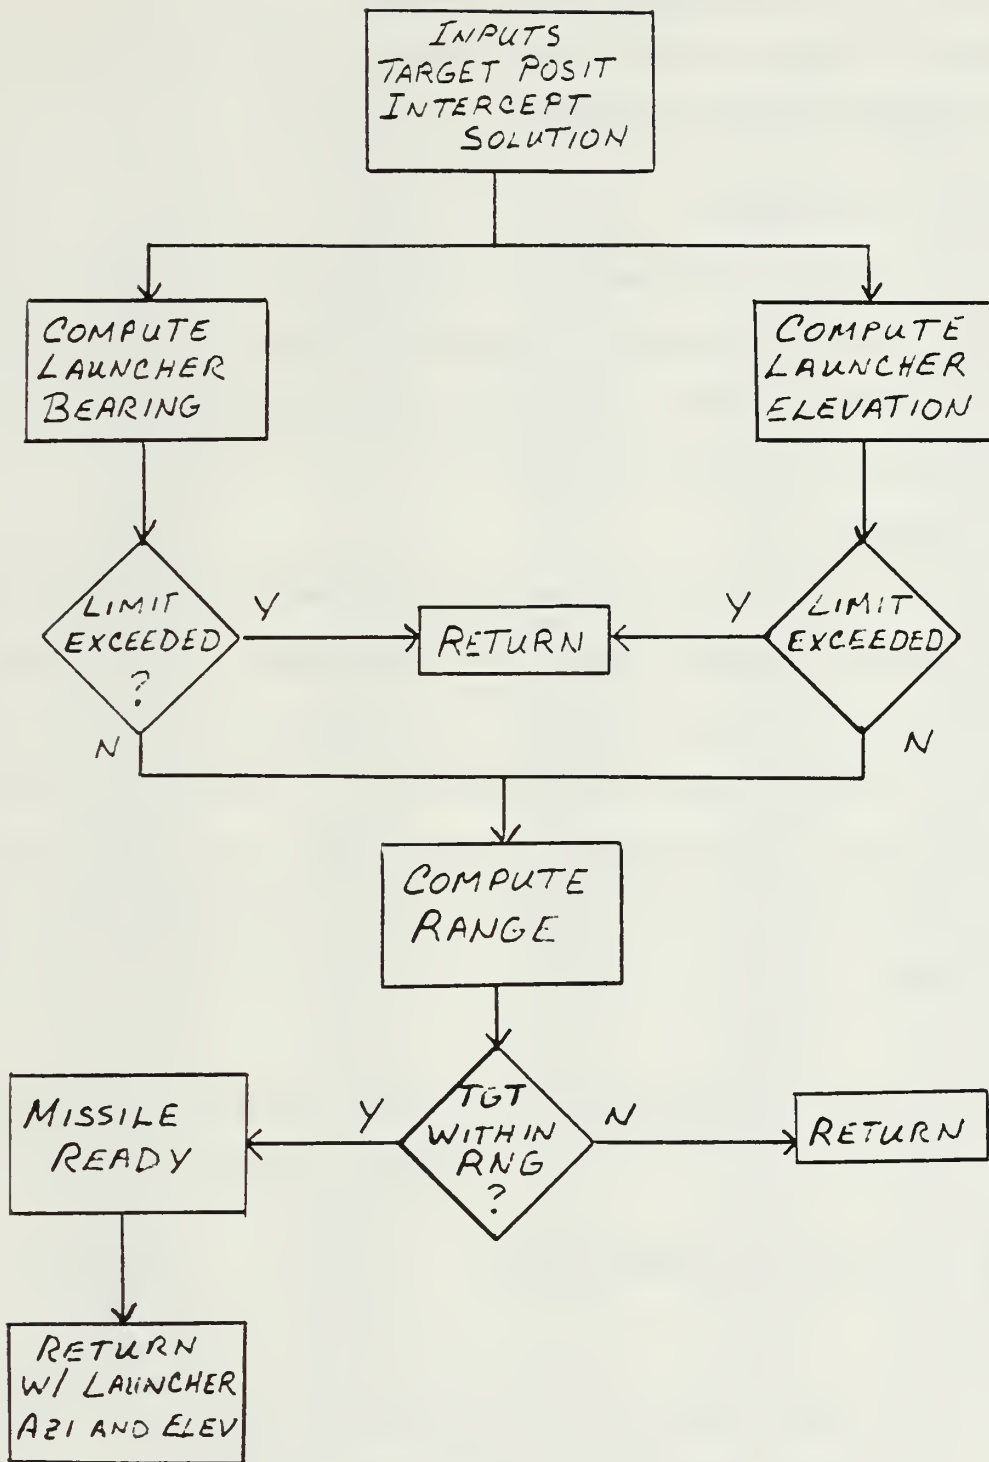 INPUTS
TARGET POSIT
INTERCEPT
SOLUTION
COMPUTE
LAUNCHER
BEARING
COMPUTE
LAUNCHER
ELEVATION
LIMIT
EXCEEDED
?
Y
N
RETURN
Y
LIMIT
EXCEEDED
N
COMPUTE
RANGE
TGT
WITHIN
RNG
?
Y
N
MISSILE
READY
RETURN
RETURN
W/ LAUNCHER
AZI AND ELEV